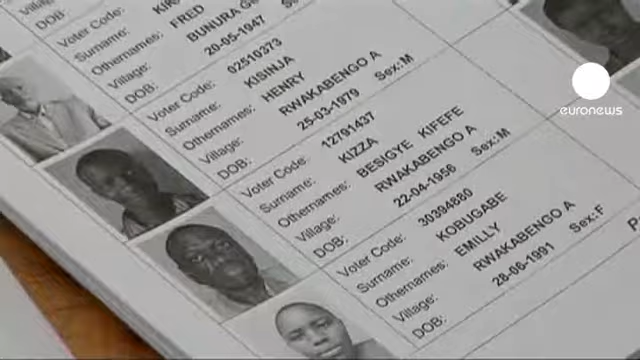 DOB:
Voter Code:
Surname:
FRED
Othernames:
Village:
20-05-1947
DOB:
Voter Code: 02510373
Surname: KISINJA
Othernames: HENRY
Village: RWAKABENGO A
DOB: 25-03-1979 Sex: M
Voter Code: 12791437
Surname: KIZZA
Othernames: BESIGYE KIFEFE
Village: RWAKABENGO A
DOB: 22-04-1956 Sex: M
Voter Code: 30394880
Surname: KOBUGABE
Othernames: EMILLY
Village: RWAKABENGO A
DOB: 28-06-1991 Sex: F
euronews